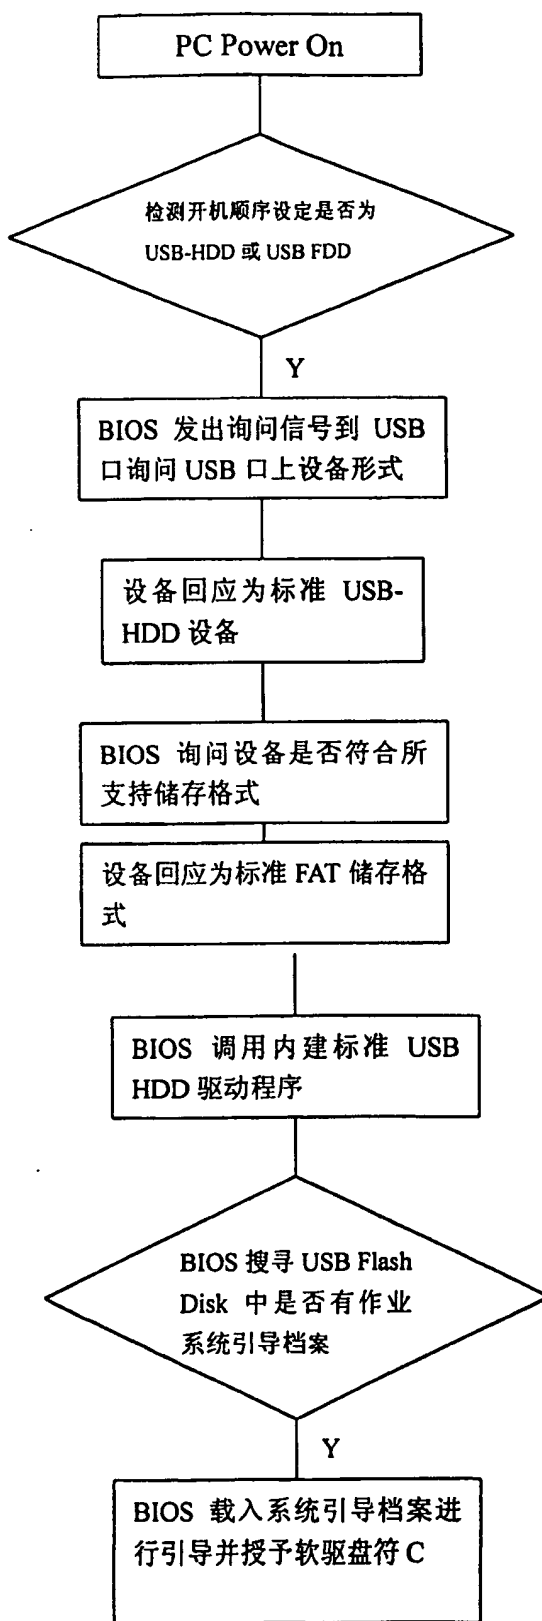 PC Power On
检测开机顺序设定是否为
USB-HDD 或 USB FDD
Y
BIOS 发出询问信号到 USB
口询问 USB 口上设备形式
设备回应为标准 USB-
HDD 设备
BIOS 询问设备是否符合所
支持储存格式
设备回应为标准 FAT 储存格
式
BIOS 调用内建标准 USB
HDD 驱动程序
BIOS 搜寻 USB Flash
Disk 中是否有作业
系统引导档案
Y
BIOS 载入系统引导档案进
行引导并授予软驱盘符 C